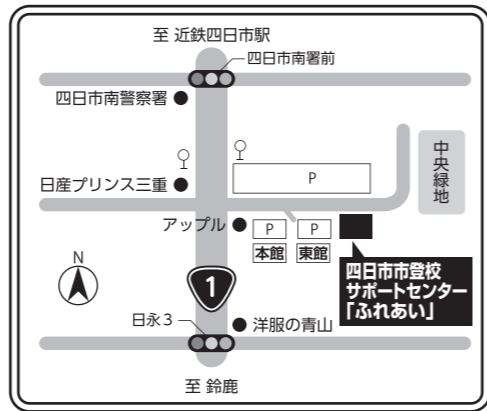 至 近鉄四日市駅
四日市南署前
四日市南警察署
日産プリンス三重
P
中央緑地
アップル
P
P
本館
東館
四日市市登校
サポートセンター
「ふれあい」
N
1
日永3
洋服の青山
至 鈴鹿